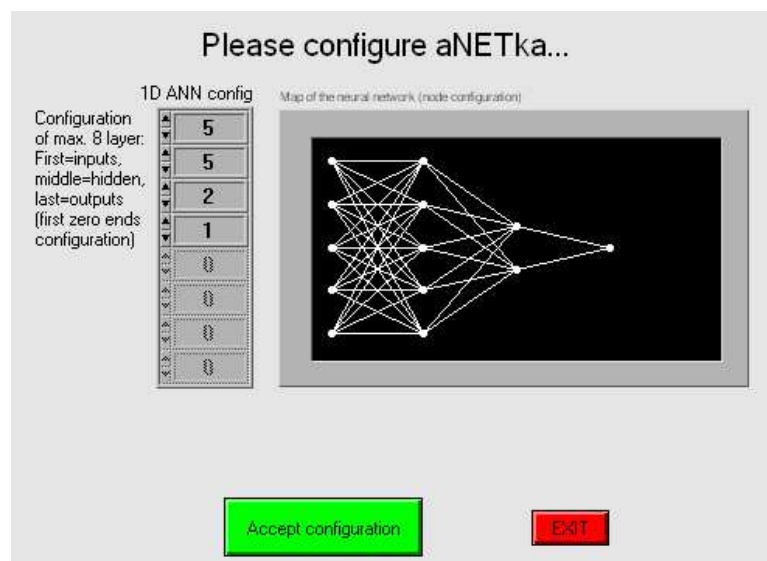 Please configure aNETka...
1D ANN config
Map of the neural network (node configuration)
Configuration
of max. 8 layer:
First=inputs,
middle=hidden,
last=outputs
(first zero ends
configuration)
5
5
2
1
0
0
0
0
Accept configuration
EXIT